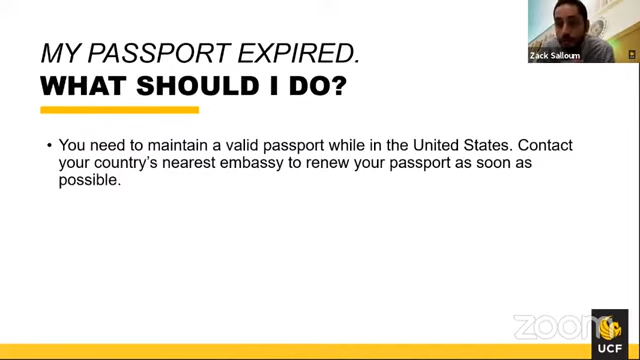 MY PASSPORT EXPIRED.
WHAT SHOULD I DO?
Zack Salloum
• You need to maintain a valid passport while in the United States. Contact
your country's nearest embassy to renew your passport as soon as
possible.
zoom
UCF